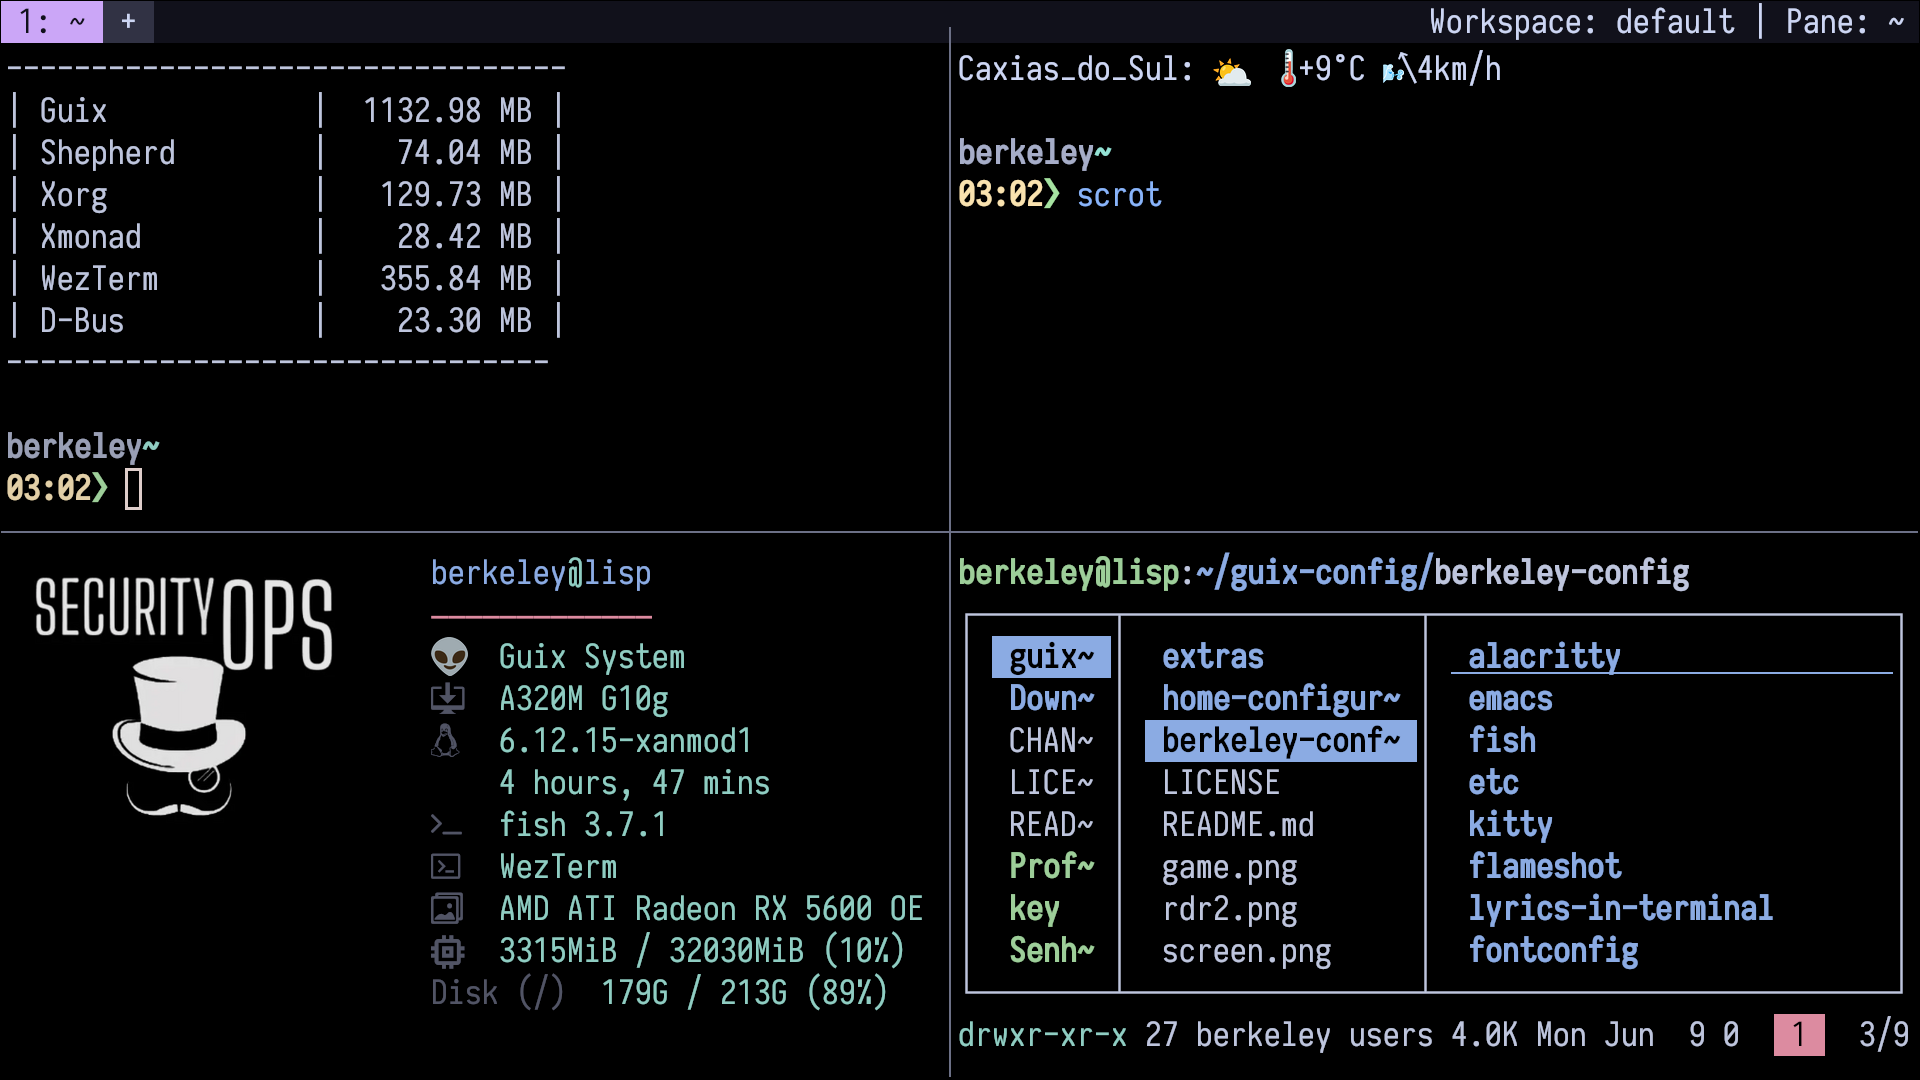 1: ~ +
Workspace: default | Pane: ~
---------------------------------
| Guix | 1132.98 MB |
| Shepherd | 74.04 MB |
| Xorg | 129.73 MB |
| Xmonad | 28.42 MB |
| WezTerm | 355.84 MB |
| D-Bus | 23.30 MB |
--------------------------------
berkeley~
03:02❯
Caxias_do_Sul: ⛅ 🌡+9°C 🌬↖4km/h
berkeley~
03:02❯ scrot
SECURITY OPS
berkeley@lisp
Guix System
A320M G10g
6.12.15-xanmod1
4 hours, 47 mins
fish 3.7.1
WezTerm
AMD ATI Radeon RX 5600 OE
3315MiB / 32030MiB (10%)
Disk (/) 179G / 213G (89%)
berkeley@lisp:~/guix-config/berkeley-config
guix~ extras alacritty
Down~ home-configur~ emacs
CHAN~ berkeley-conf~ fish
LICE~ LICENSE etc
READ~ README.md kitty
Prof~ game.png flameshot
key rdr2.png lyrics-in-terminal
Senh~ screen.png fontconfig
drwxr-xr-x 27 berkeley users 4.0K Mon Jun 9 0 1 3/9